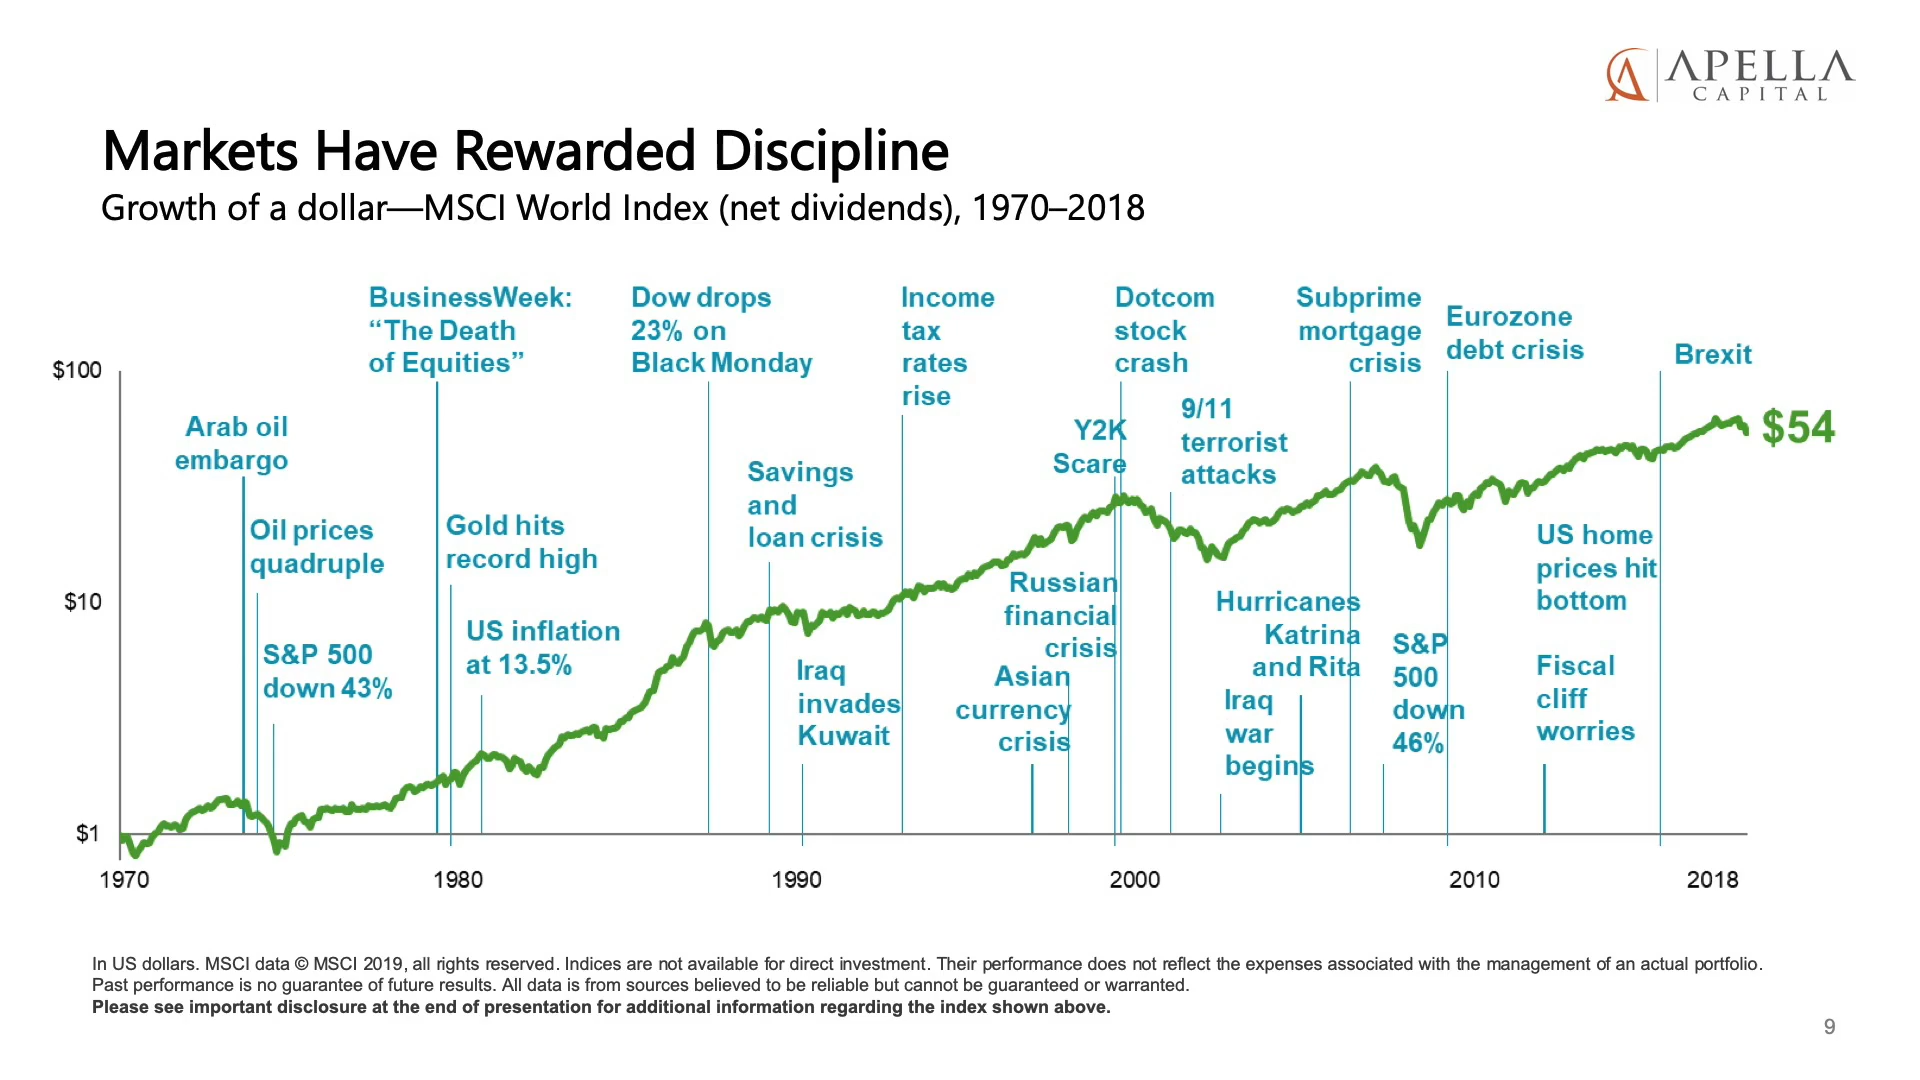 APELLA
CAPITAL
Markets Have Rewarded Discipline
Growth of a dollar—MSCI World Index (net dividends), 1970–2018
BusinessWeek:
“The Death
of Equities”
Dow drops
23% on
Black Monday
Income
tax
rates
rise
Dotcom
stock
crash
Subprime
mortgage
crisis
Eurozone
debt crisis
Brexit
$100
Arab oil
embargo
Y2K
Scare
9/11
terrorist
attacks
$54
Savings
and
loan crisis
Oil prices
quadruple
Gold hits
record high
US home
prices hit
bottom
$10
Russian
financial
crisis
Hurricanes
Katrina
and Rita
S&P 500
down 43%
US inflation
at 13.5%
Iraq
invades
Kuwait
Asian
currency
crisis
Iraq
war
begins
S&P
500
down
46%
Fiscal
cliff
worries
$1
1970
1980
1990
2000
2010
2018
In US dollars. MSCI data © MSCI 2019, all rights reserved. Indices are not available for direct investment. Their performance does not reflect the expenses associated with the management of an actual portfolio.
Past performance is no guarantee of future results. All data is from sources believed to be reliable but cannot be guaranteed or warranted.
Please see important disclosure at the end of presentation for additional information regarding the index shown above.
9